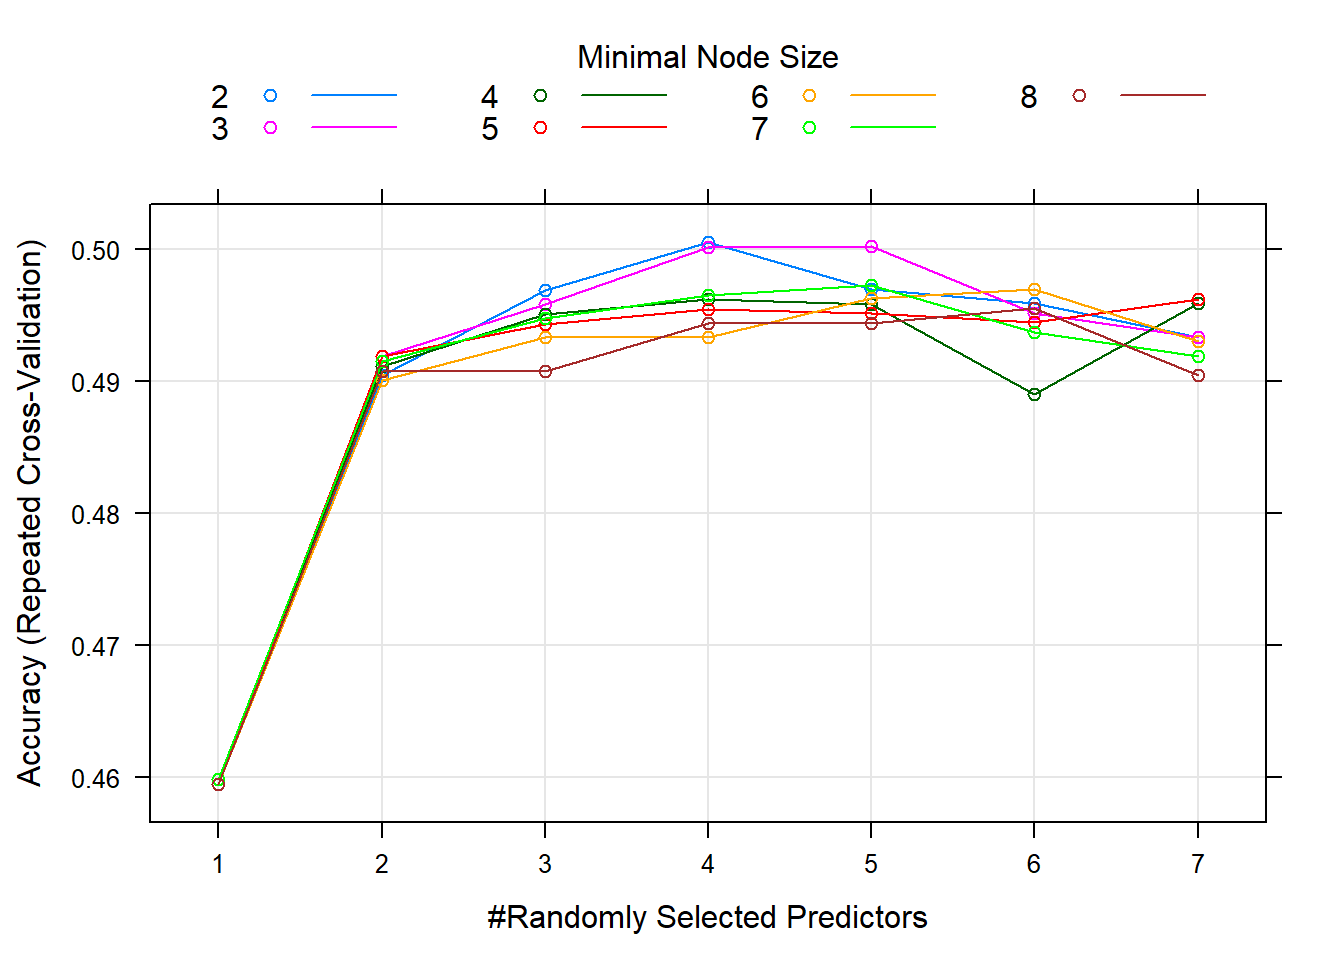 Minimal Node Size
2 4 6 8
3 5 7
Accuracy (Repeated Cross-Validation)
0.50
0.49
0.48
0.47
0.46
1 2 3 4 5 6 7
#Randomly Selected Predictors